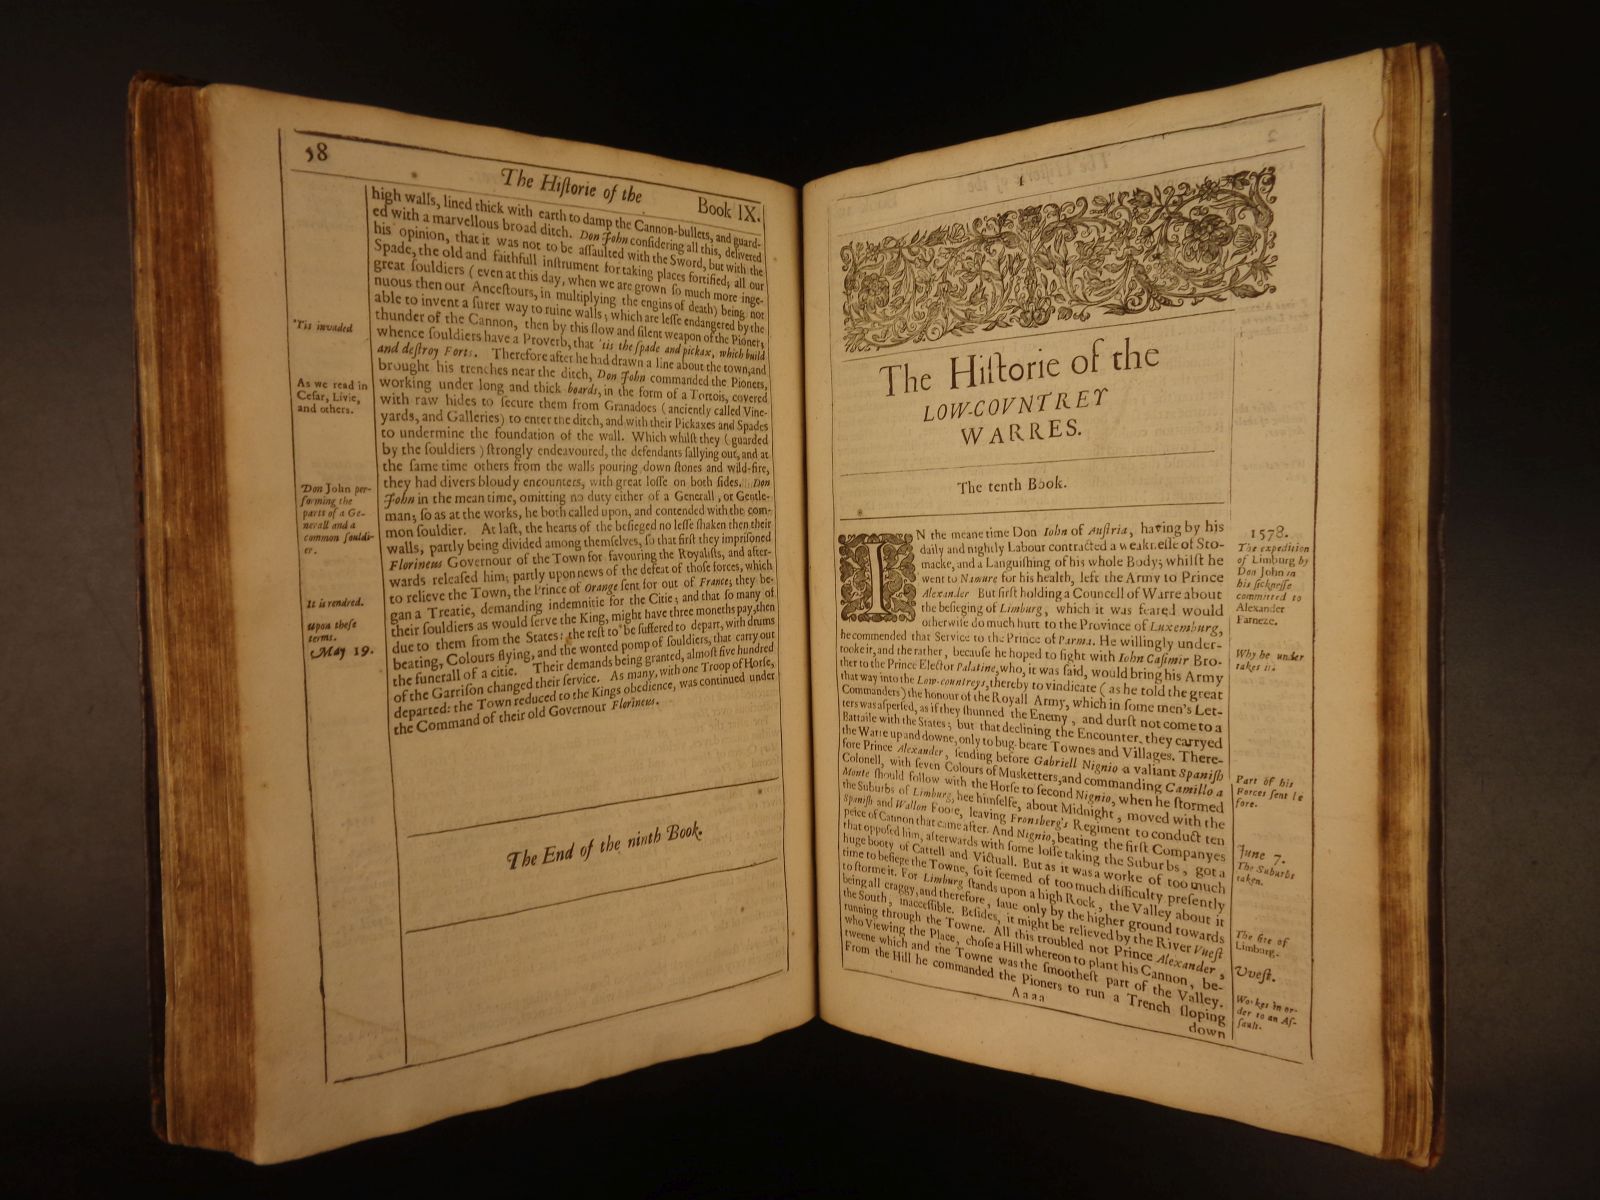 58
The Hiſtorie of the
Book IX.
high walls, lined thick with earth to damp the Cannon-bullets, and guard-
ed with a marvellous broad ditch. Don John conſidering all this, delivered
his opinion, that it was not to be aſſaulted with the Sword, but with the
Spade, the old and faithfull inſtrument for taking places fortified; all our
great ſouldiers (even at this day, when we are grown ſo much more inge-
nuous then our Anceſtours, in multiplying the engins of death) being not
able to invent a ſurer way to ruine walls; which are leſſe endangered by the
thunder of the Cannon, then by this ſlow and ſilent weapon of the Pioner;
whence ſouldiers have a Proverb, that 'tis the ſpade and pickax, which build
and deſtroy Forts. Therefore after he had drawn a line about the town, and
brought his trenches near the ditch, Don John commanded the Pioners,
working under long and thick boards, in the form of a Tortois, covered
with raw hides to ſecure them from Granadoes (anciently called Vine-
yards, and Galleries) to enter the ditch, and with their Pickaxes and Spades
to undermine the foundation of the wall. Which whilſt they (guarded
by the ſouldiers) ſtrongly endeavoured, the defendants ſallying out, and at
the ſame time others from the walls pouring down ſtones and wild-fire,
they had divers bloudy encounters, with great loſſe on both ſides. Don
John in the mean time, omitting no duty either of a Generall, or Gentle-
man; ſo as at the works, he both called upon, and contended with the com-
mon ſouldier. At laſt, the hearts of the beſieged no leſſe ſhaken then their
walls, partly being divided among themſelves, ſo that firſt they impriſoned
Florineus Governour of the Town for favouring the Royaliſts, and after-
wards releaſed him; partly upon news of the defeat of thoſe forces, which
to relieve the Town, the Prince of Orange ſent for out of France; they be-
gan a Treatie, demanding indemnitie for the Citie; and that ſo many of
their ſouldiers as would ſerve the King, might have three moneths pay, then
due to them from the States: the reſt to be ſuffered to depart, with drums
beating, Colours flying, and the wonted pomp of ſouldiers, that carry out
the funerall of a citie. Their demands being granted, almoſt five hundred
of the Garriſon changed their ſervice. As many, with one Troop of Horſe,
departed: the Town reduced to the Kings obedience, was continued under
the Command of their old Governour Florineus.
'Tis invaded
As we read in
Ceſar, Livie,
and others.
Don John per-
forming the
parts of a Ge-
nerall and a
common ſouldi-
er.
It is rendred.
upon theſe
terms.
May 19.
The End of the ninth Book.
1
The Hiſtorie of the
LOW-COVNTREY
WARRES.
The tenth Book.
IN the meane time Don Iohn of Auſtria, having by his
daily and nightly Labour contracted a weakneſſe of Sto-
macke, and a Languiſhing of his whole Body; whilſt he
went to Namure for his health, left the Army to Prince
Alexander But firſt holding a Councell of Warre about
the beſieging of Limburg, which it was feared would
otherwiſe do much hurt to the Province of Luxemburg,
he commended that Service to the Prince of Parma. He willingly under-
tooke it, and the rather, becauſe he hoped to fight with Iohn Caſimir Bro-
ther to the Prince Elector Palatine, who, it was ſaid, would bring his Army
that way into the Low-countreys, thereby to vindicate (as he told the great
Commanders) the honour of the Royall Army, which in ſome men's Let-
ters was aſperſed, as if they ſhunned the Enemy, and durſt not come to a
Battaile with the States; but that declining the Encounter, they carryed
the Warre up and downe, only to bug-beare Townes and Villages. There-
fore Prince Alexander, ſending before Gabriell Nignio a valiant Spaniſh
Colonell, with ſeven Colours of Musketters, and commanding Camillo a
Monte ſhould follow with the Horſe to ſecond Nignio, when he ſtormed
the Suburbs of Limburg, hee himſelfe, about Midnight, moved with the
Spaniſh and Wallon Foote, leaving Fronsberg's Regiment to conduct ten
peice of Cannon that came after. And Nignio, beating the firſt Companyes
that oppoſed him, afterwards with ſome loſſe taking the Suburbs, got a
huge booty of Cattell and Victuall. But as it was a worke of too much
time to beſiege the Towne, ſo it ſeemed of too much difficulty preſently
to ſtorme it. For Limburg ſtands upon a high Rock, the Valley about it
being all craggy, and therefore, ſave only by the higher ground towards
the South, inacceſſible. Beſides, it might be relieved by the River Vueſt
running through the Towne. All this troubled not Prince Alexander,
who Viewing the Place, choſe a Hill whereon to plant his Cannon, be-
tweene which and the Towne was the ſmootheſt part of the Valley.
From the Hill he commanded the Pioners to run a Trench ſloping
Aaaa
down
1578.
The expedition
of Limburg by
Don John in
his ſickneſſe
committed to
Alexander
Farneze.
Why he under
takes it.
Part of his
Forces ſent be
fore.
June 7.
The Suburbs
taken.
The ſite of
Limburg.
Vveſt.
Workes in or-
der to an Aſ-
ſault.